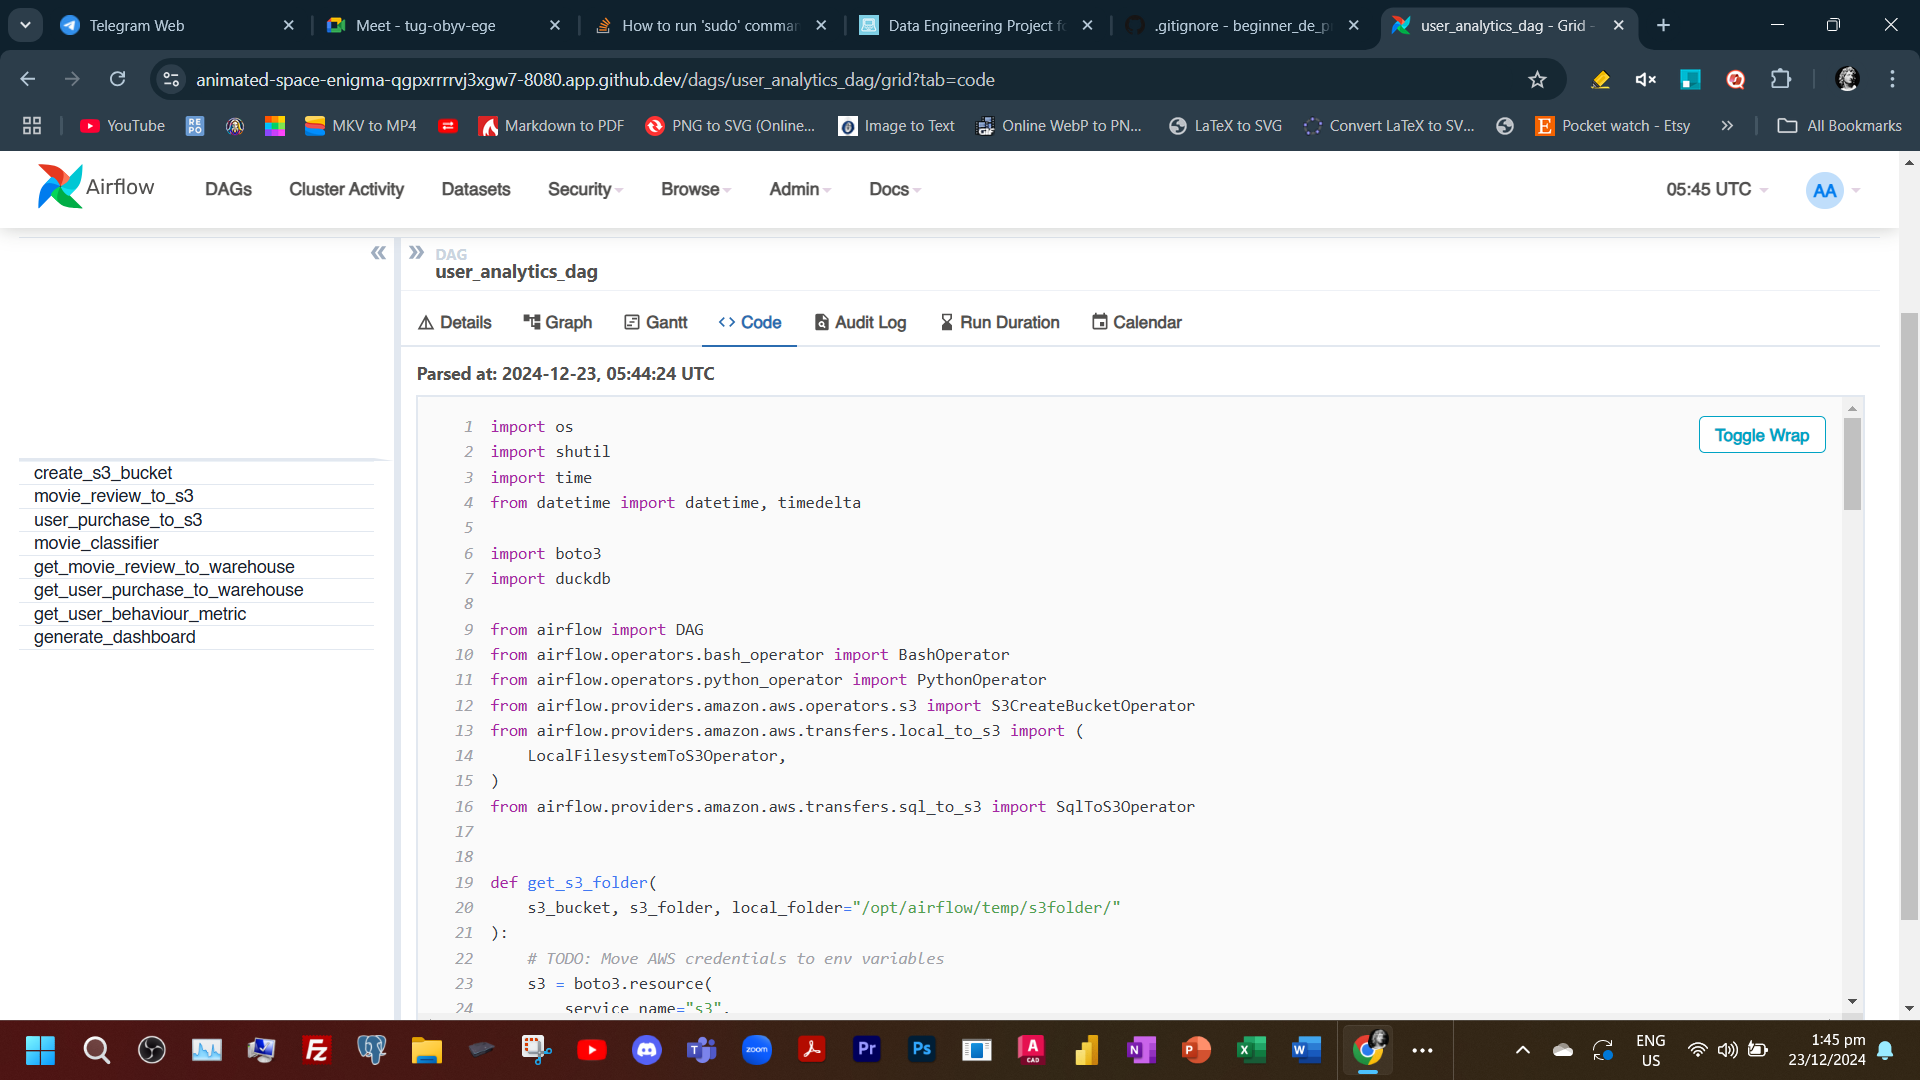 Telegram Web
Meet - tug-obyv-ege
How to run 'sudo' comman
Data Engineering Project fo
.gitignore - beginner_de_pr
user_analytics_dag - Grid -
animated-space-enigma-qgpxrrrrvj3xgw7-8080.app.github.dev/dags/user_analytics_dag/grid?tab=code
YouTube
RE
PO
MKV to MP4
Markdown to PDF
PNG to SVG (Online...
Image to Text
Online WebP to PN...
LaTeX to SVG
Convert LaTeX to SV...
Pocket watch - Etsy
All Bookmarks
Airflow
DAGs
Cluster Activity
Datasets
Security
Browse
Admin
Docs
05:45 UTC
AA
DAG
user_analytics_dag
Details
Graph
Gantt
Code
Audit Log
Run Duration
Calendar
Parsed at: 2024-12-23, 05:44:24 UTC
create_s3_bucket
movie_review_to_s3
user_purchase_to_s3
movie_classifier
get_movie_review_to_warehouse
get_user_purchase_to_warehouse
get_user_behaviour_metric
generate_dashboard
Toggle Wrap
1 import os
2 import shutil
3 import time
4 from datetime import datetime, timedelta
5
6 import boto3
7 import duckdb
8
9 from airflow import DAG
10 from airflow.operators.bash_operator import BashOperator
11 from airflow.operators.python_operator import PythonOperator
12 from airflow.providers.amazon.aws.operators.s3 import S3CreateBucketOperator
13 from airflow.providers.amazon.aws.transfers.local_to_s3 import (
14 LocalFilesystemToS3Operator,
15 )
16 from airflow.providers.amazon.aws.transfers.sql_to_s3 import SqlToS3Operator
17
18
19 def get_s3_folder(
20 s3_bucket, s3_folder, local_folder="/opt/airflow/temp/s3folder/"
21 ):
22 # TODO: Move AWS credentials to env variables
23 s3 = boto3.resource(
24 service_name="s3",
zoom
Pr
Ps
A
CAD
ENG
US
1:45 pm
23/12/2024